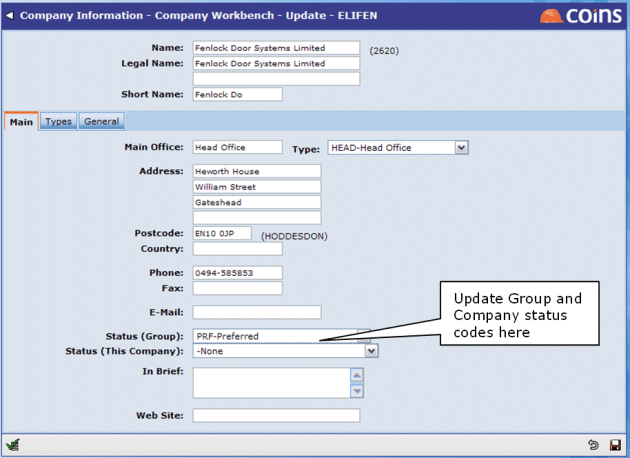 Company Information - Company Workbench - Update - ELIFEN
COINS
Name: Fenlock Door Systems Limited (2620)
Legal Name: Fenlock Door Systems Limited
Short Name: Fenlock Do
Main Types General
Main Office: Head Office Type: HEAD-Head Office
Address: Heworth House
William Street
Gateshead
Postcode: EN10 0JP (HODDESDON)
Country:
Phone: 0494-585853
Fax:
E-Mail:
Update Group and
Company status
codes here
Status (Group): PRF-Preferred
Status (This Company): -None
In Brief:
Web Site: